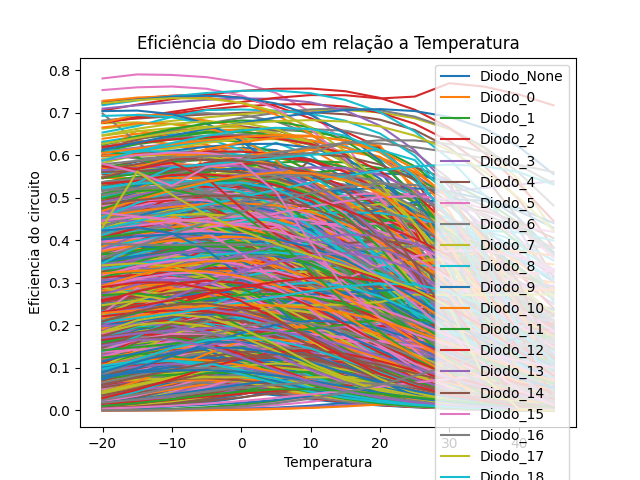 Eficiência do Diodo em relação a Temperatura
0.8
0.7
0.6
0.5
0.4
0.3
0.2
0.1
0.0
Eficiencia do circuito
−20
−10
0
10
20
30
40
Temperatura
Diodo_None
Diodo_0
Diodo_1
Diodo_2
Diodo_3
Diodo_4
Diodo_5
Diodo_6
Diodo_7
Diodo_8
Diodo_9
Diodo_10
Diodo_11
Diodo_12
Diodo_13
Diodo_14
Diodo_15
Diodo_16
Diodo_17
Diodo_18